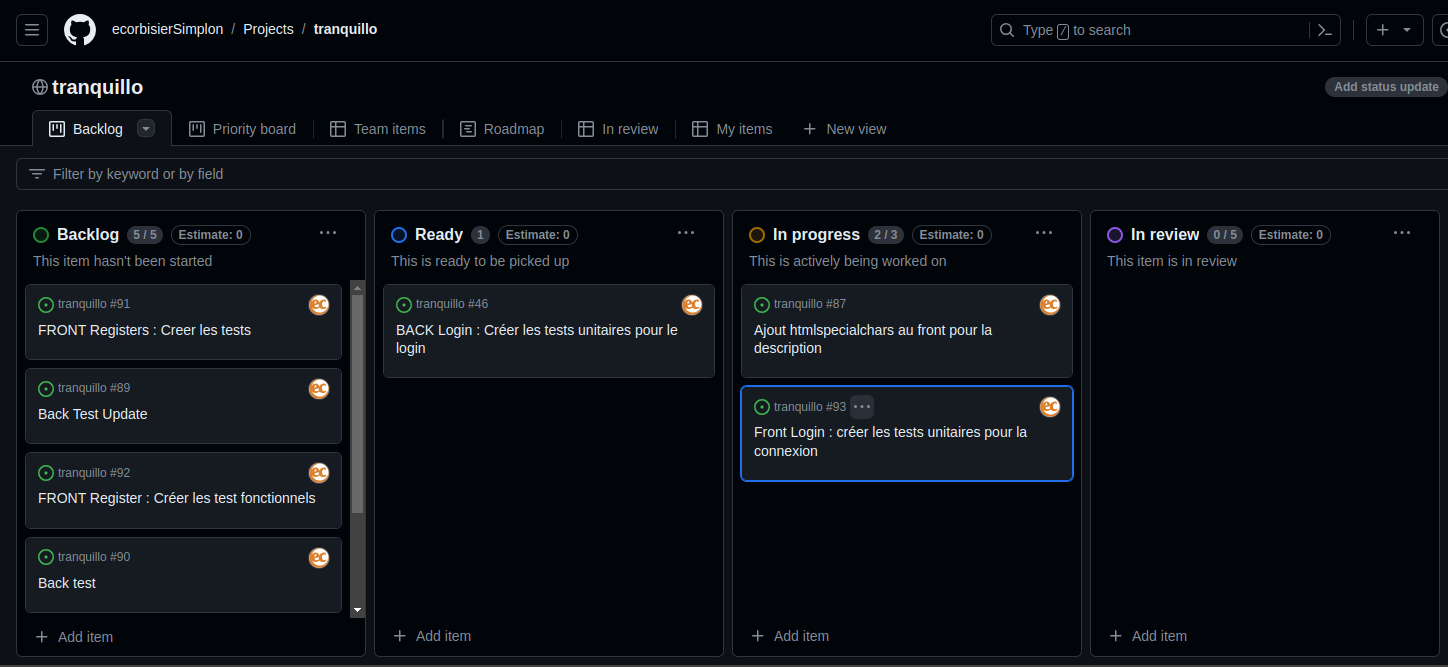 ecorbisierSimplon / Projects / tranquillo
Type / to search
tranquillo
Add status update
Backlog
Priority board
Team items
Roadmap
In review
My items
New view
Filter by keyword or by field
Backlog 5 / 5 Estimate: 0
This item hasn't been started
tranquillo #91
ec
FRONT Registers : Creer les tests
tranquillo #89
ec
Back Test Update
tranquillo #92
ec
FRONT Register : Créer les test fonctionnels
tranquillo #90
ec
Back test
Add item
Ready 1 Estimate: 0
This is ready to be picked up
tranquillo #46
ec
BACK Login : Créer les tests unitaires pour le
login
Add item
In progress 2 / 3 Estimate: 0
This is actively being worked on
tranquillo #87
ec
Ajout htmlspecialchars au front pour la
description
tranquillo #93
ec
Front Login : créer les tests unitaires pour la
connexion
Add item
In review 0 / 5 Estimate: 0
This item is in review
Add item